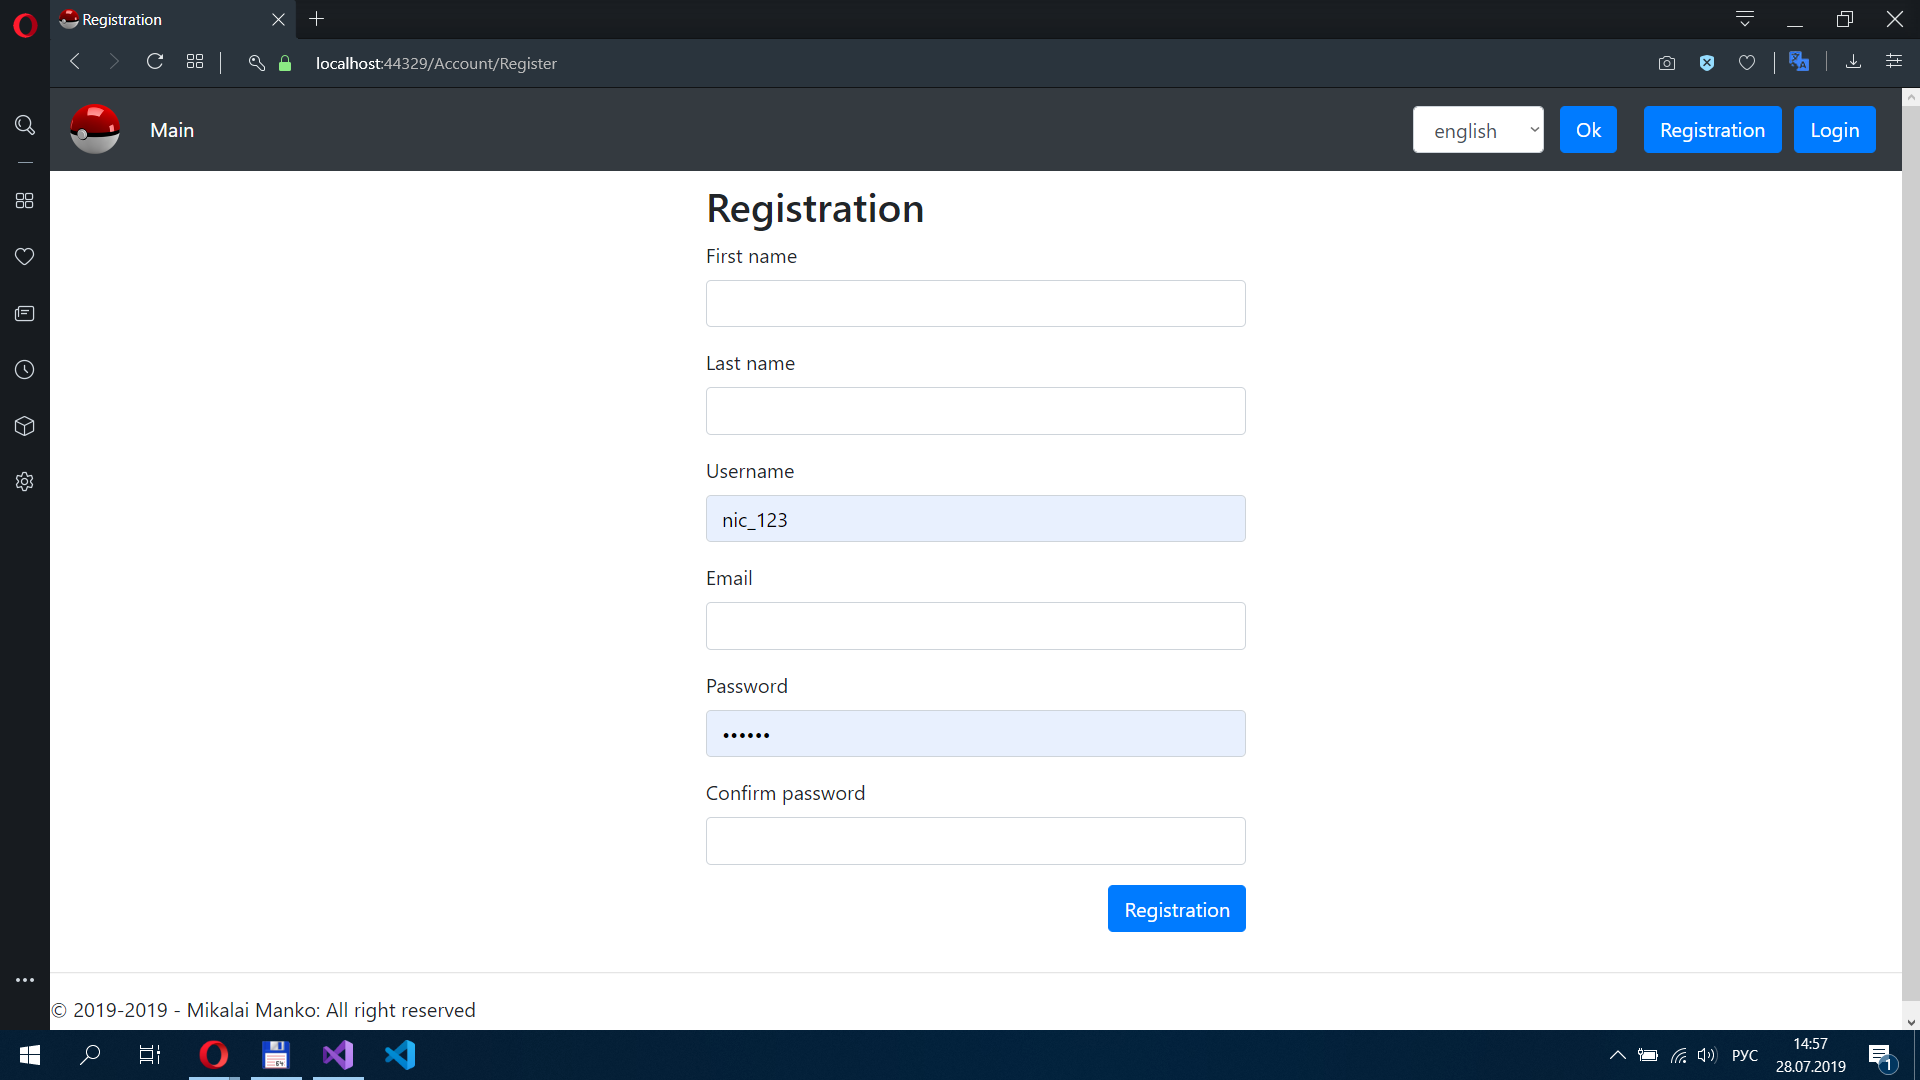 Registration
localhost:44329/Account/Register
Main
english
Ok
Registration
Login
Registration
First name
Last name
Username
nic_123
Email
Password
••••••
Confirm password
Registration
© 2019-2019 - Mikalai Manko: All right reserved
64
РУС
14:57
28.07.2019
1